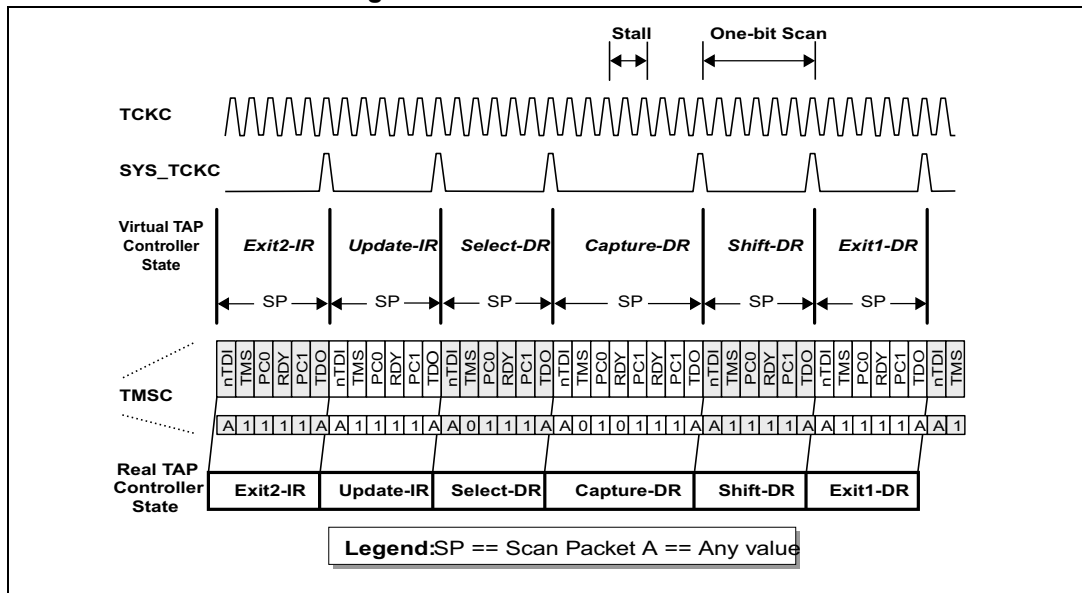 Stall One-bit Scan
TCKC
SYS_TCKC
Virtual TAP
Controller
State
Exit2-IR Update-IR Select-DR Capture-DR Shift-DR Exit1-DR
SP SP SP SP SP SP
TMSC
nTDI TMS PC0 RDY PC1 TDO nTDI TMS PC0 RDY PC1 TDO nTDI TMS PC0 RDY PC1 TDO nTDI TMS PC0 RDY PC0 RDY PC1 TDO nTDI TMS PC0 RDY PC1 TDO nTDI TMS PC0 RDY PC1 TDO nTDI TMS
A 1 1 1 1 A A 1 1 1 1 A A 0 1 1 1 A A 0 1 0 1 1 1 A A 1 1 1 1 A A 1 1 1 1 A A 1
Real TAP
Controller
State
Exit2-IR Update-IR Select-DR Capture-DR Shift-DR Exit1-DR
Legend:SP == Scan Packet A == Any value